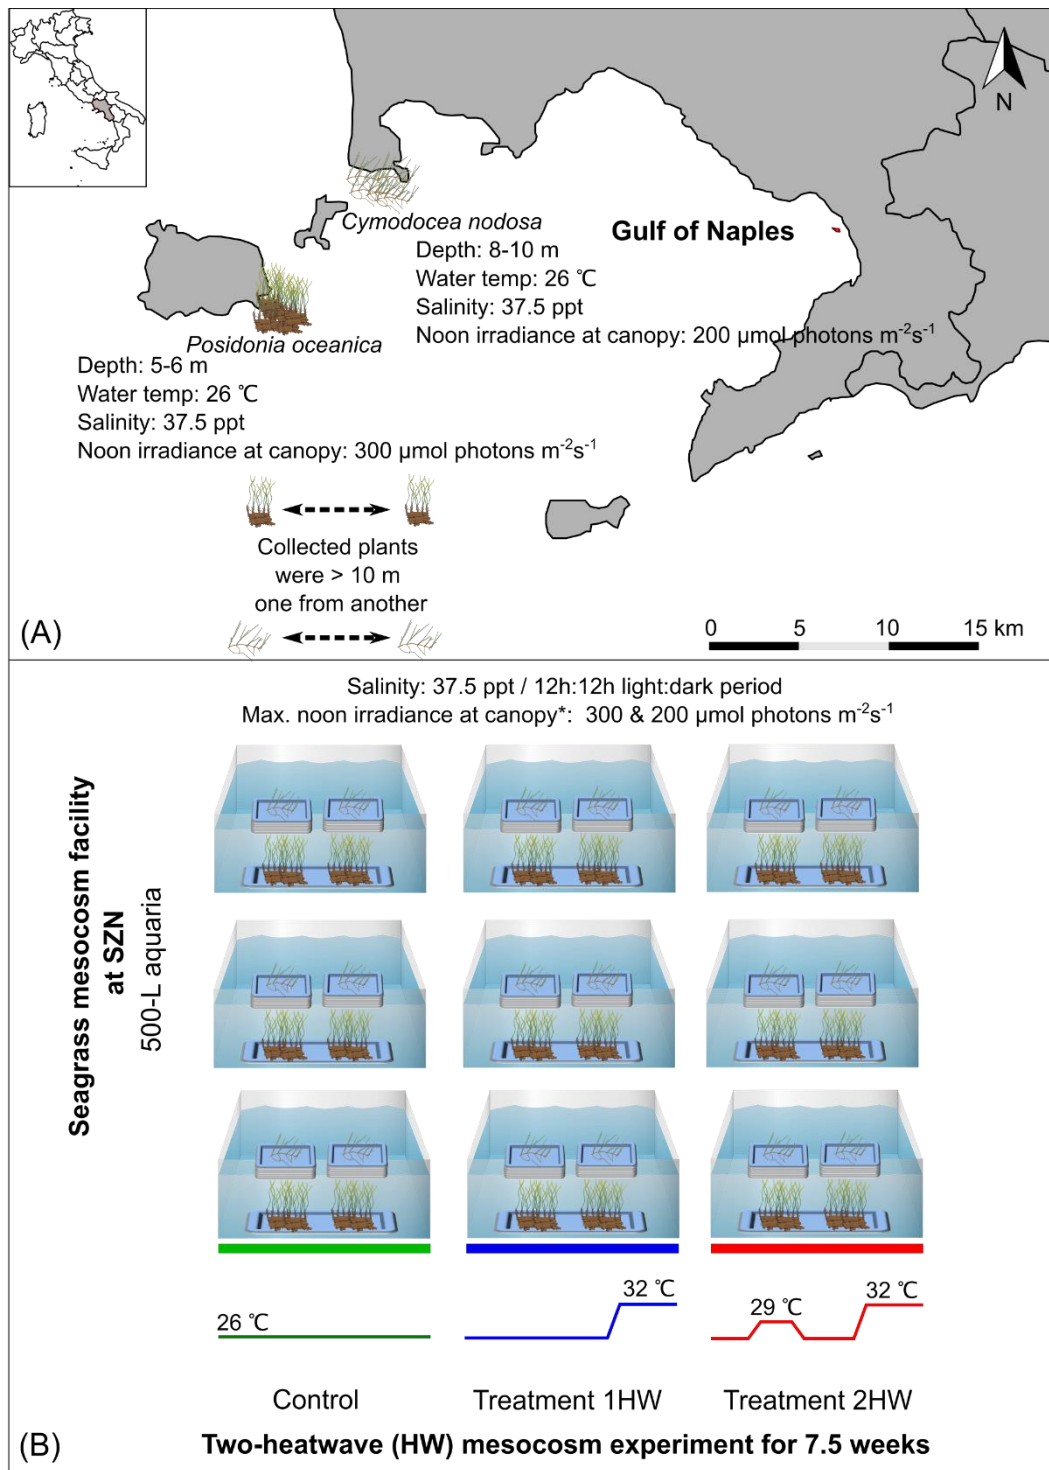 N
Cymodocea nodosa
Gulf of Naples
Depth: 8-10 m
Water temp: 26 ℃
Salinity: 37.5 ppt
Noon irradiance at canopy: 200 µmol photons m⁻²s⁻¹
Posidonia oceanica
Depth: 5-6 m
Water temp: 26 ℃
Salinity: 37.5 ppt
Noon irradiance at canopy: 300 µmol photons m⁻²s⁻¹
Collected plants
were > 10 m
one from another
(A)
0 5 10 15 km
Salinity: 37.5 ppt / 12h:12h light:dark period
Max. noon irradiance at canopy*: 300 & 200 µmol photons m⁻²s⁻¹
Seagrass mesocosm facility
at SZN
500-L aquaria
26 ℃
32 ℃
29 ℃
32 ℃
Control
Treatment 1HW
Treatment 2HW
(B)
Two-heatwave (HW) mesocosm experiment for 7.5 weeks